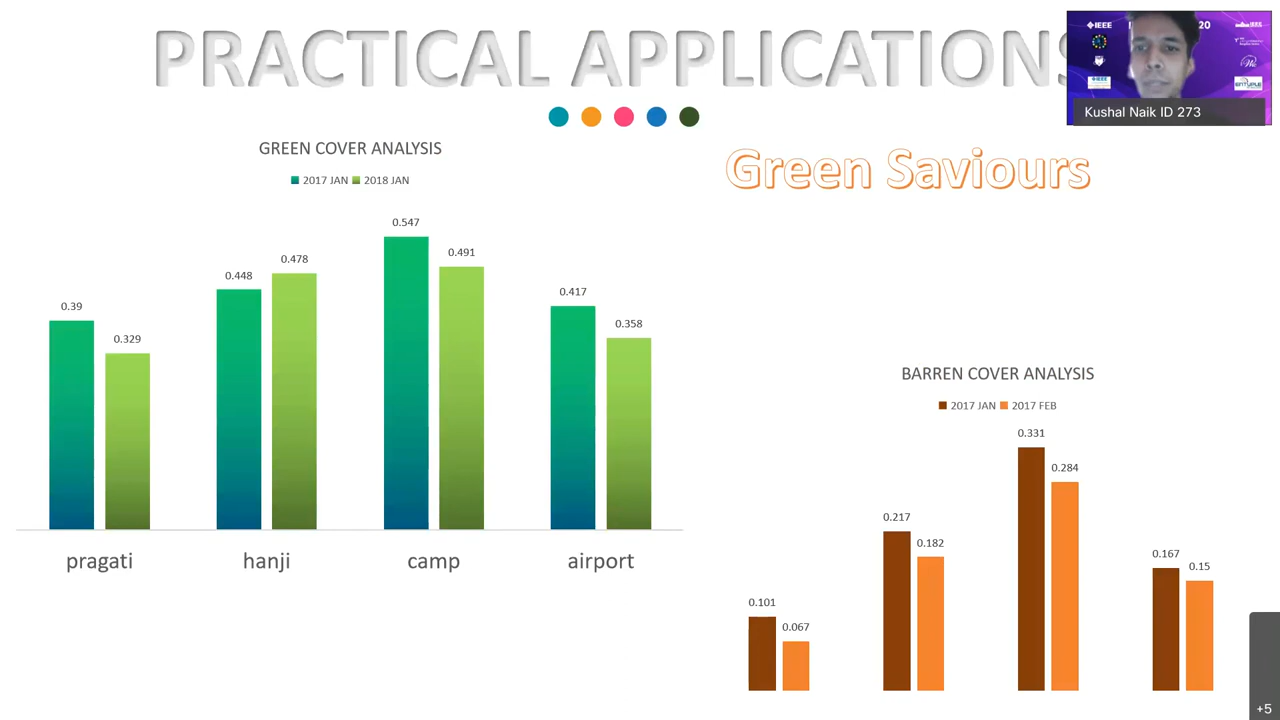 PRACTICAL APPLICATIONS
IEEE
20
IEEE
Kushal Naik ID 273
GREEN COVER ANALYSIS
2017 JAN 2018 JAN
Green Saviours
0.39
0.329
0.448
0.478
0.547
0.491
0.417
0.358
pragati hanji camp airport
BARREN COVER ANALYSIS
2017 JAN 2017 FEB
0.101
0.067
0.217
0.182
0.331
0.284
0.167
0.15
+5